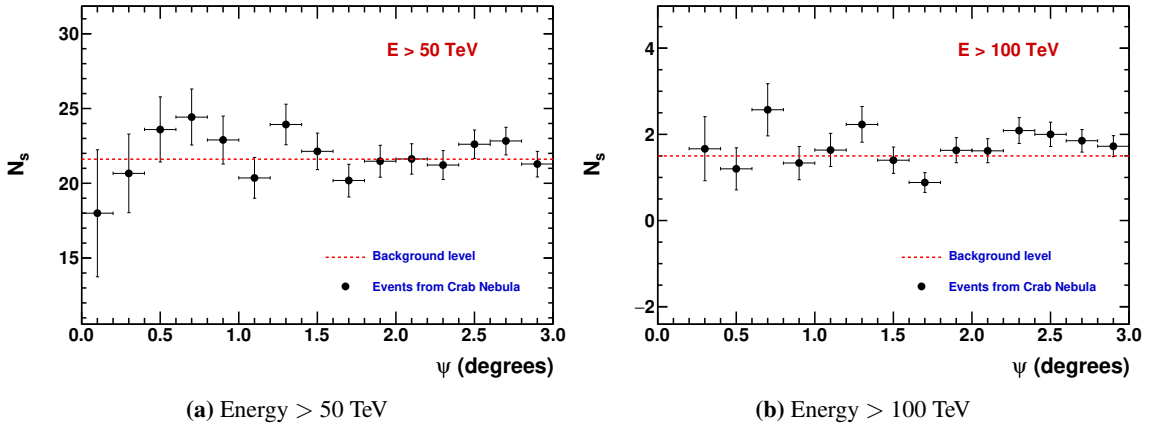 30
25
20
15
N_s
E > 50 TeV
Background level
Events from Crab Nebula
0.0 0.5 1.0 1.5 2.0 2.5 3.0
ψ (degrees)
(a) Energy > 50 TeV
4
2
0
−2
N_s
E > 100 TeV
Background level
Events from Crab Nebula
0.0 0.5 1.0 1.5 2.0 2.5 3.0
ψ (degrees)
(b) Energy > 100 TeV